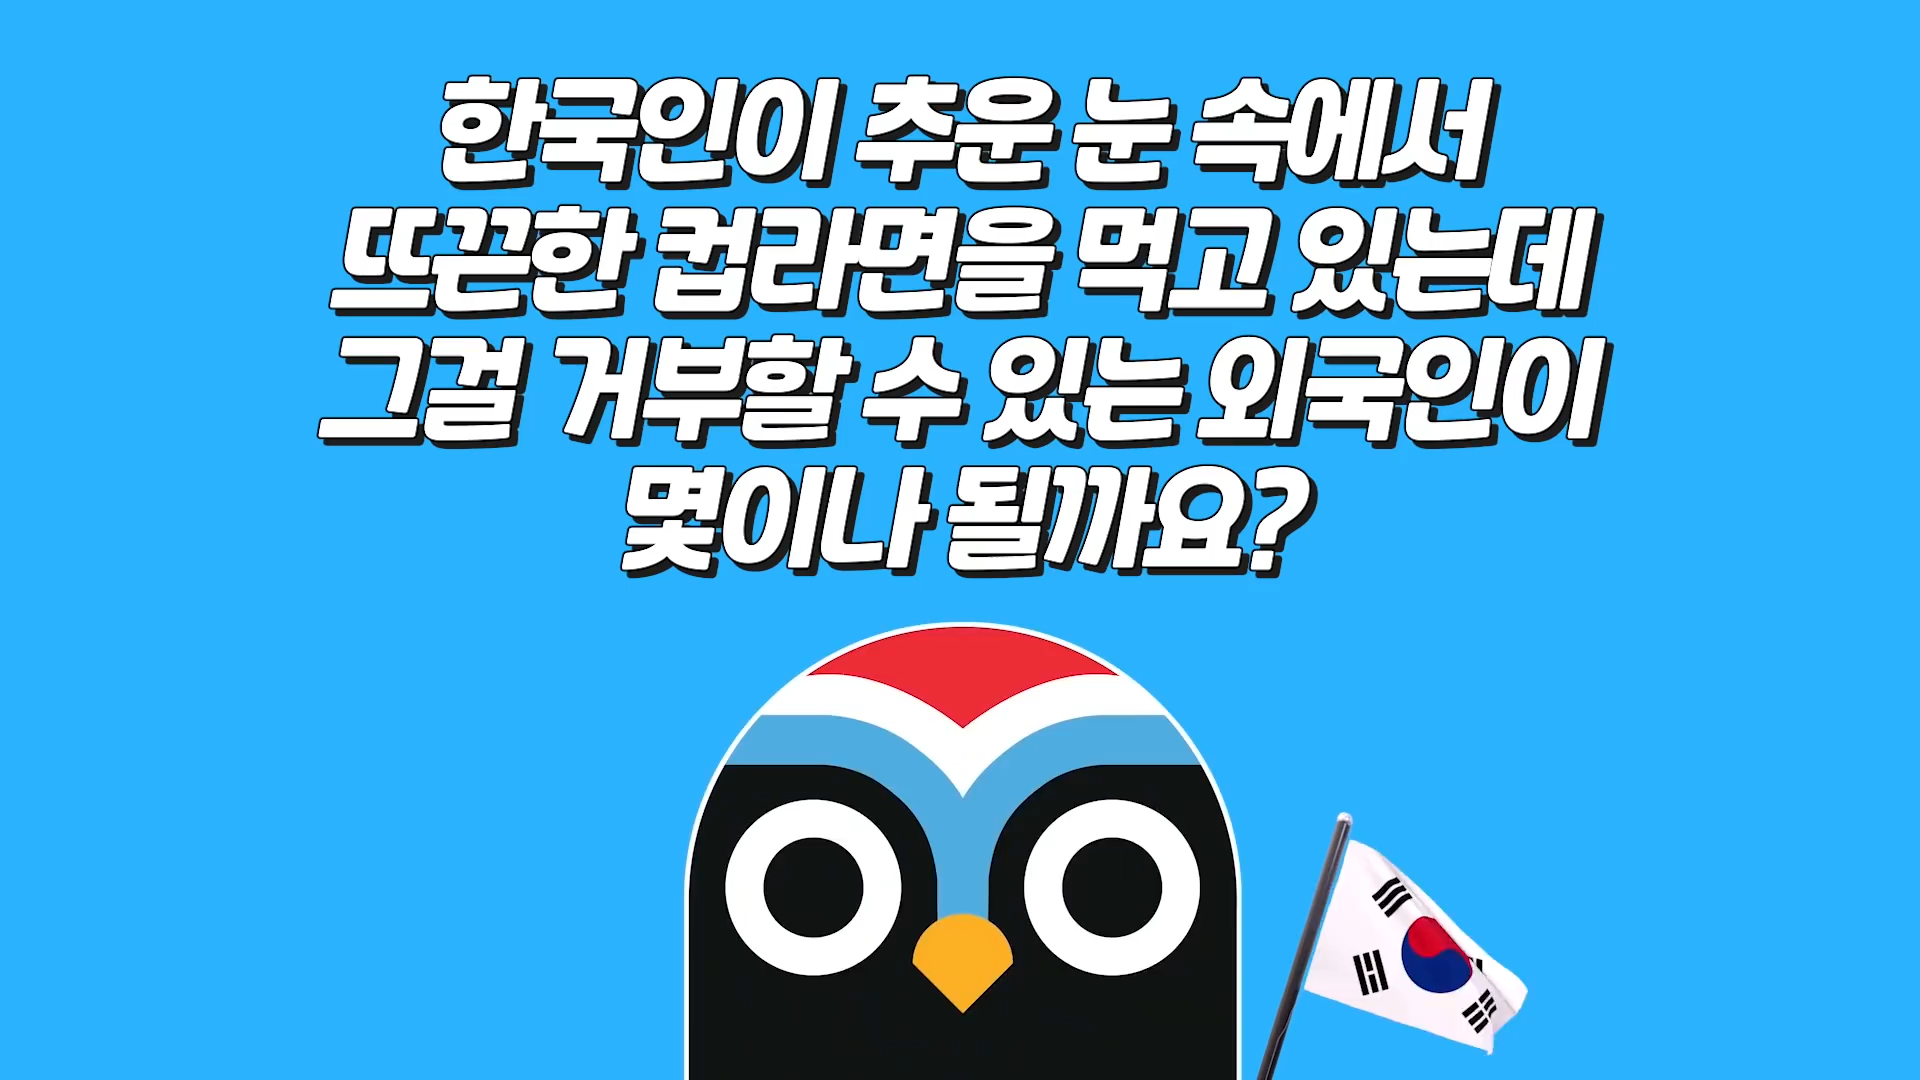 한국인이 추운 눈 속에서
뜨끈한 컵라면을 먹고 있는데
그걸 거부할 수 있는 외국인이
몇이나 될까요?